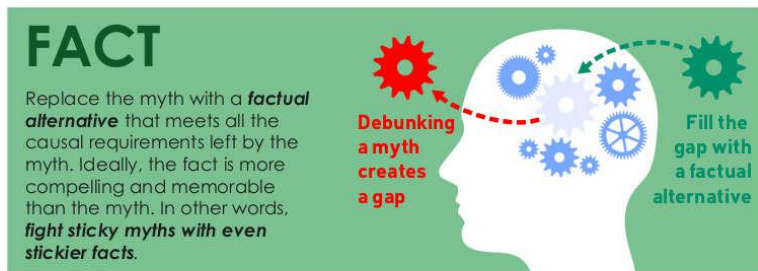 FACT
Replace the myth with a factual
alternative that meets all the
causal requirements left by the
myth. Ideally, the fact is more
compelling and memorable
than the myth. In other words,
fight sticky myths with even
stickier facts.
Debunking
a myth
creates
a gap
Fill the
gap with
a factual
alternative